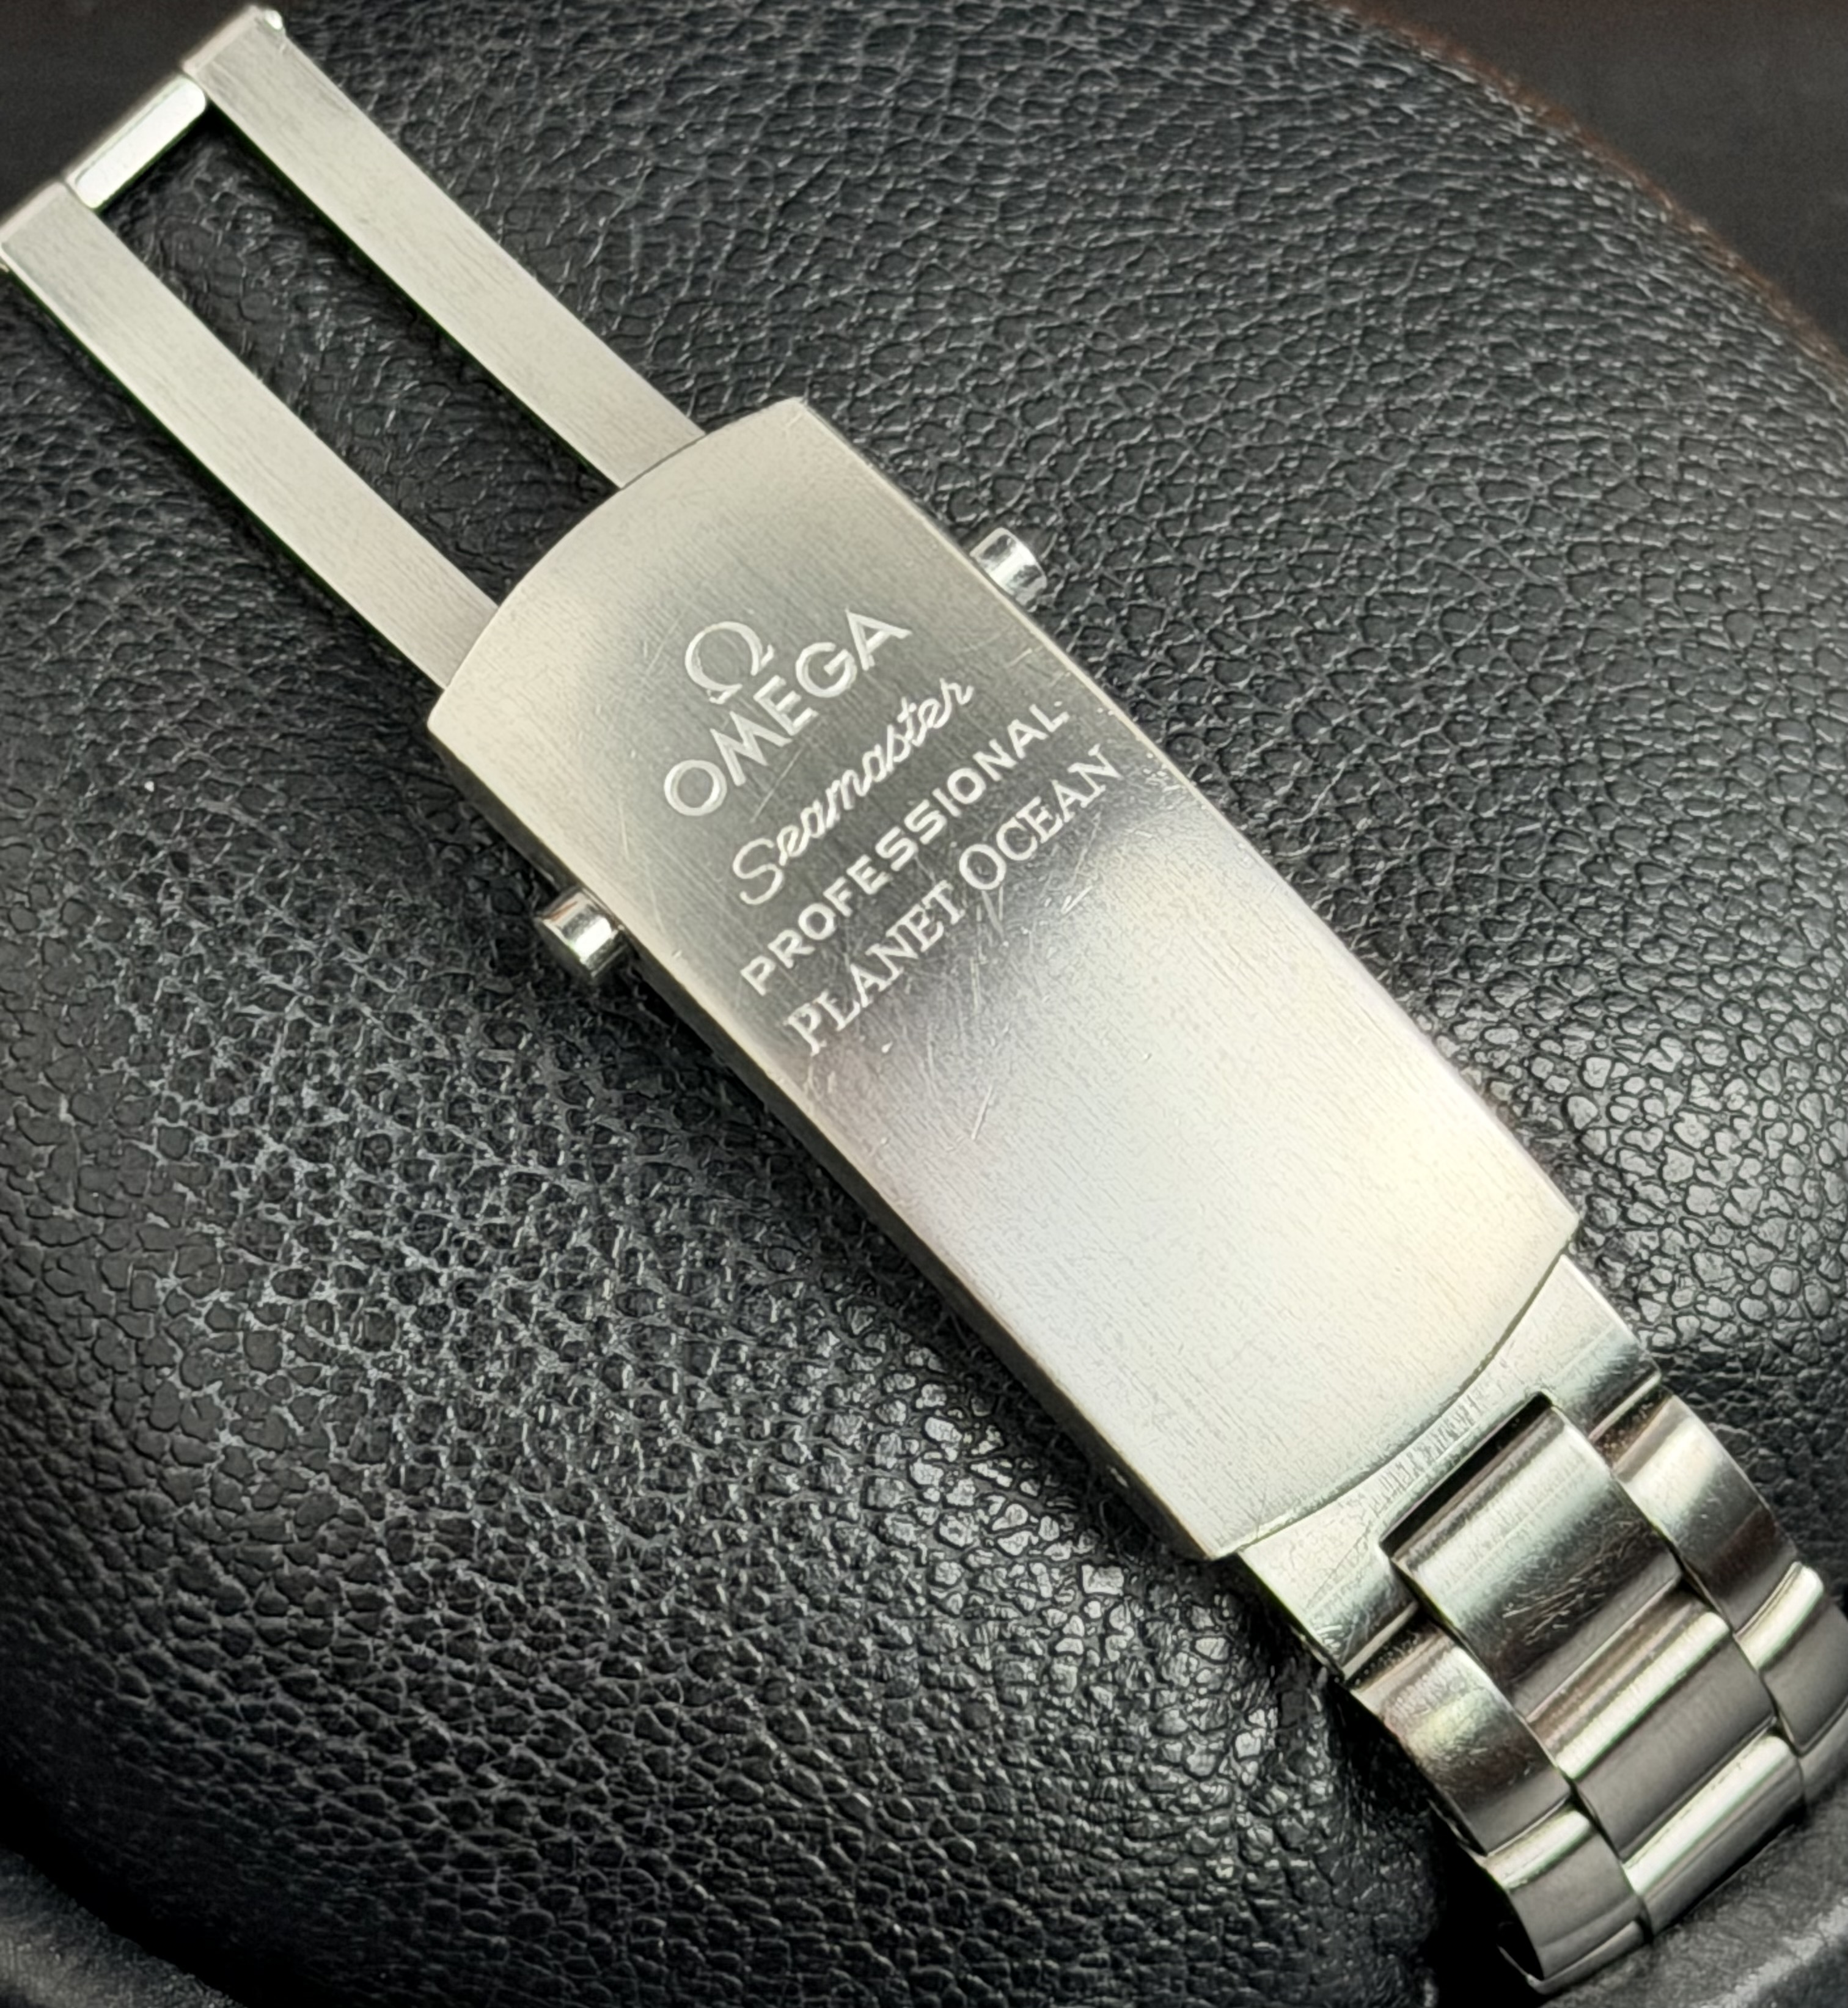 Ω
OMEGA
Seamaster
PROFESSIONAL
PLANET OCEAN